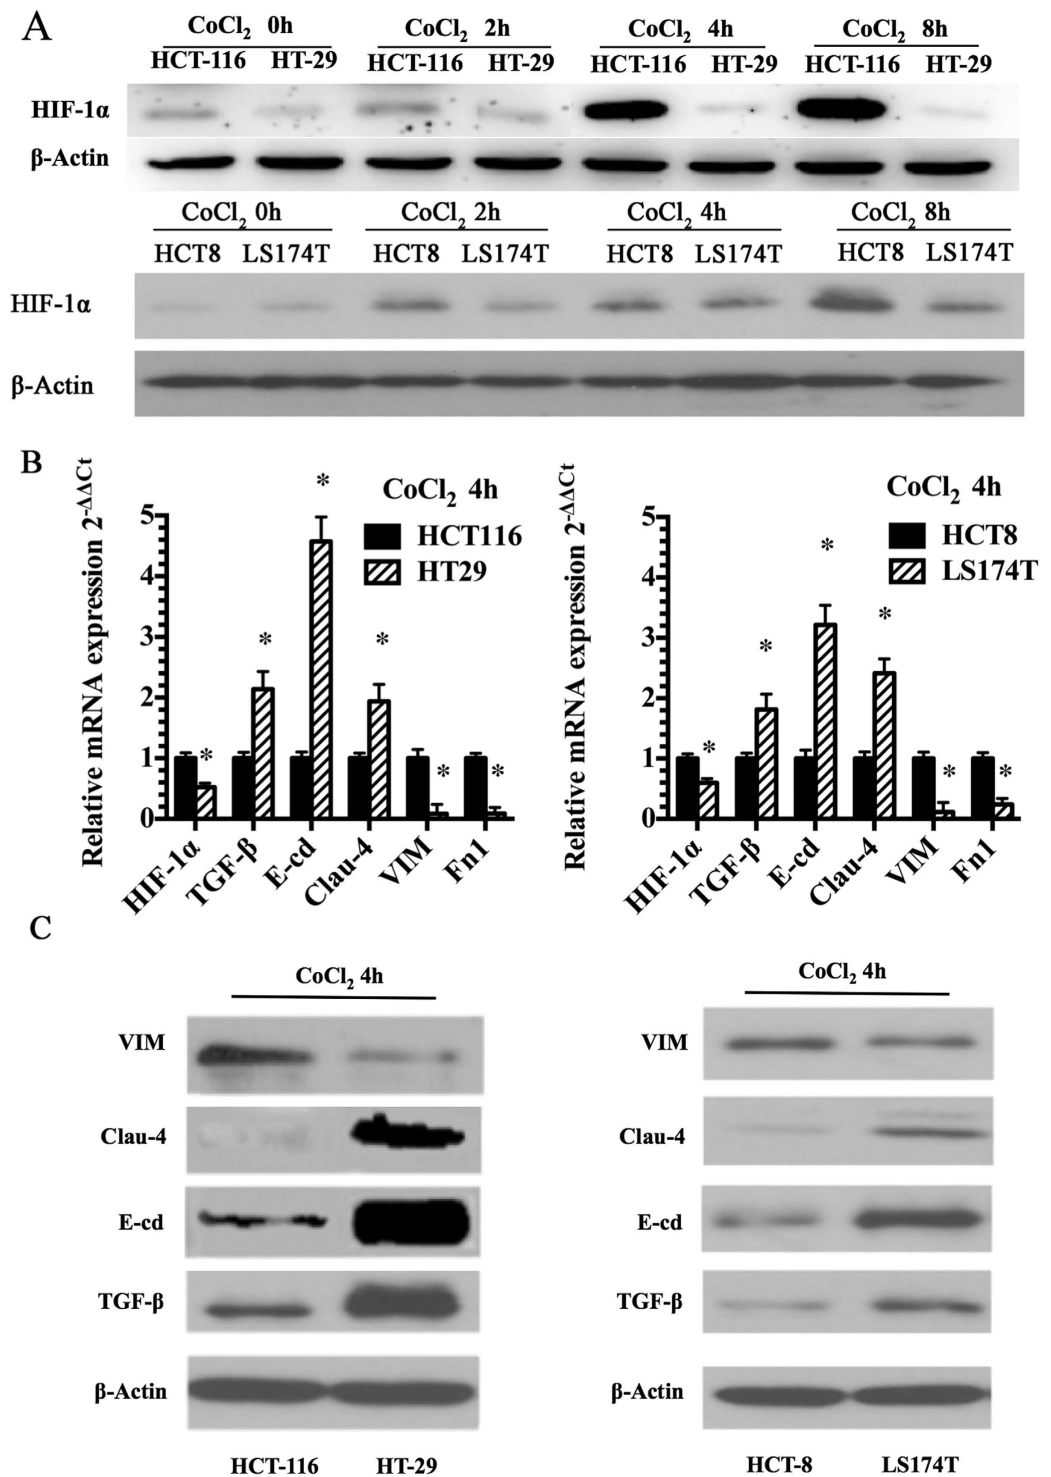 A
CoCl2 0h CoCl2 2h CoCl2 4h CoCl2 8h
HCT-116 HT-29 HCT-116 HT-29 HCT-116 HT-29 HCT-116 HT-29
HIF-1α
β-Actin
CoCl2 0h CoCl2 2h CoCl2 4h CoCl2 8h
HCT8 LS174T HCT8 LS174T HCT8 LS174T HCT8 LS174T
HIF-1α
β-Actin
B
Relative mRNA expression 2-ΔΔCt
CoCl2 4h
HCT116
HT29
5
4
3
2
1
0
* * * * * *
HIF-1α TGF-β E-cd Clau-4 VIM Fn1
Relative mRNA expression 2-ΔΔCt
CoCl2 4h
HCT8
LS174T
5
4
3
2
1
0
* * * * * *
HIF-1α TGF-β E-cd Clau-4 VIM Fn1
C
CoCl2 4h
VIM
Clau-4
E-cd
TGF-β
β-Actin
HCT-116 HT-29
CoCl2 4h
VIM
Clau-4
E-cd
TGF-β
β-Actin
HCT-8 LS174T